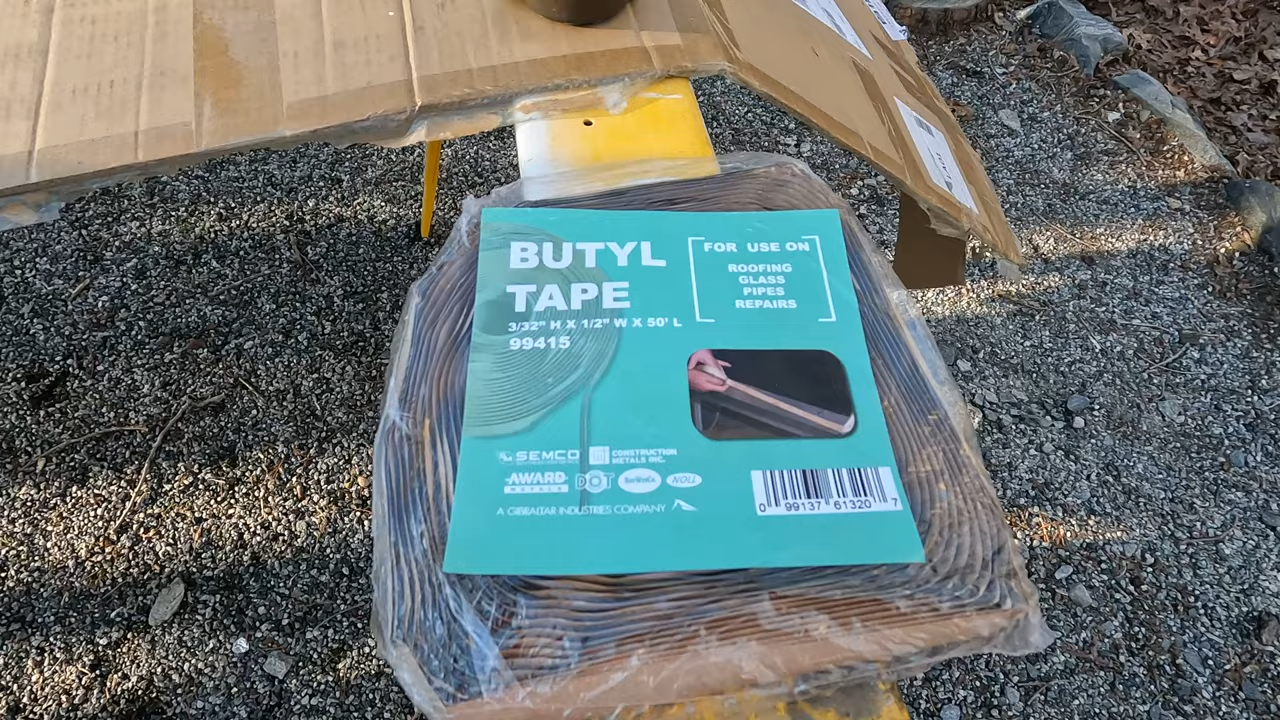 BUTYL
TAPE
3/32" H X 1/2" W X 50' L
99415
FOR USE ON
ROOFING
GLASS
PIPES
REPAIRS
SEMCO
CONSTRUCTION
METALS INC.
AWARD
METALS
DOT
NOLL
A GIBRALTAR INDUSTRIES COMPANY
0 99137 61320 7